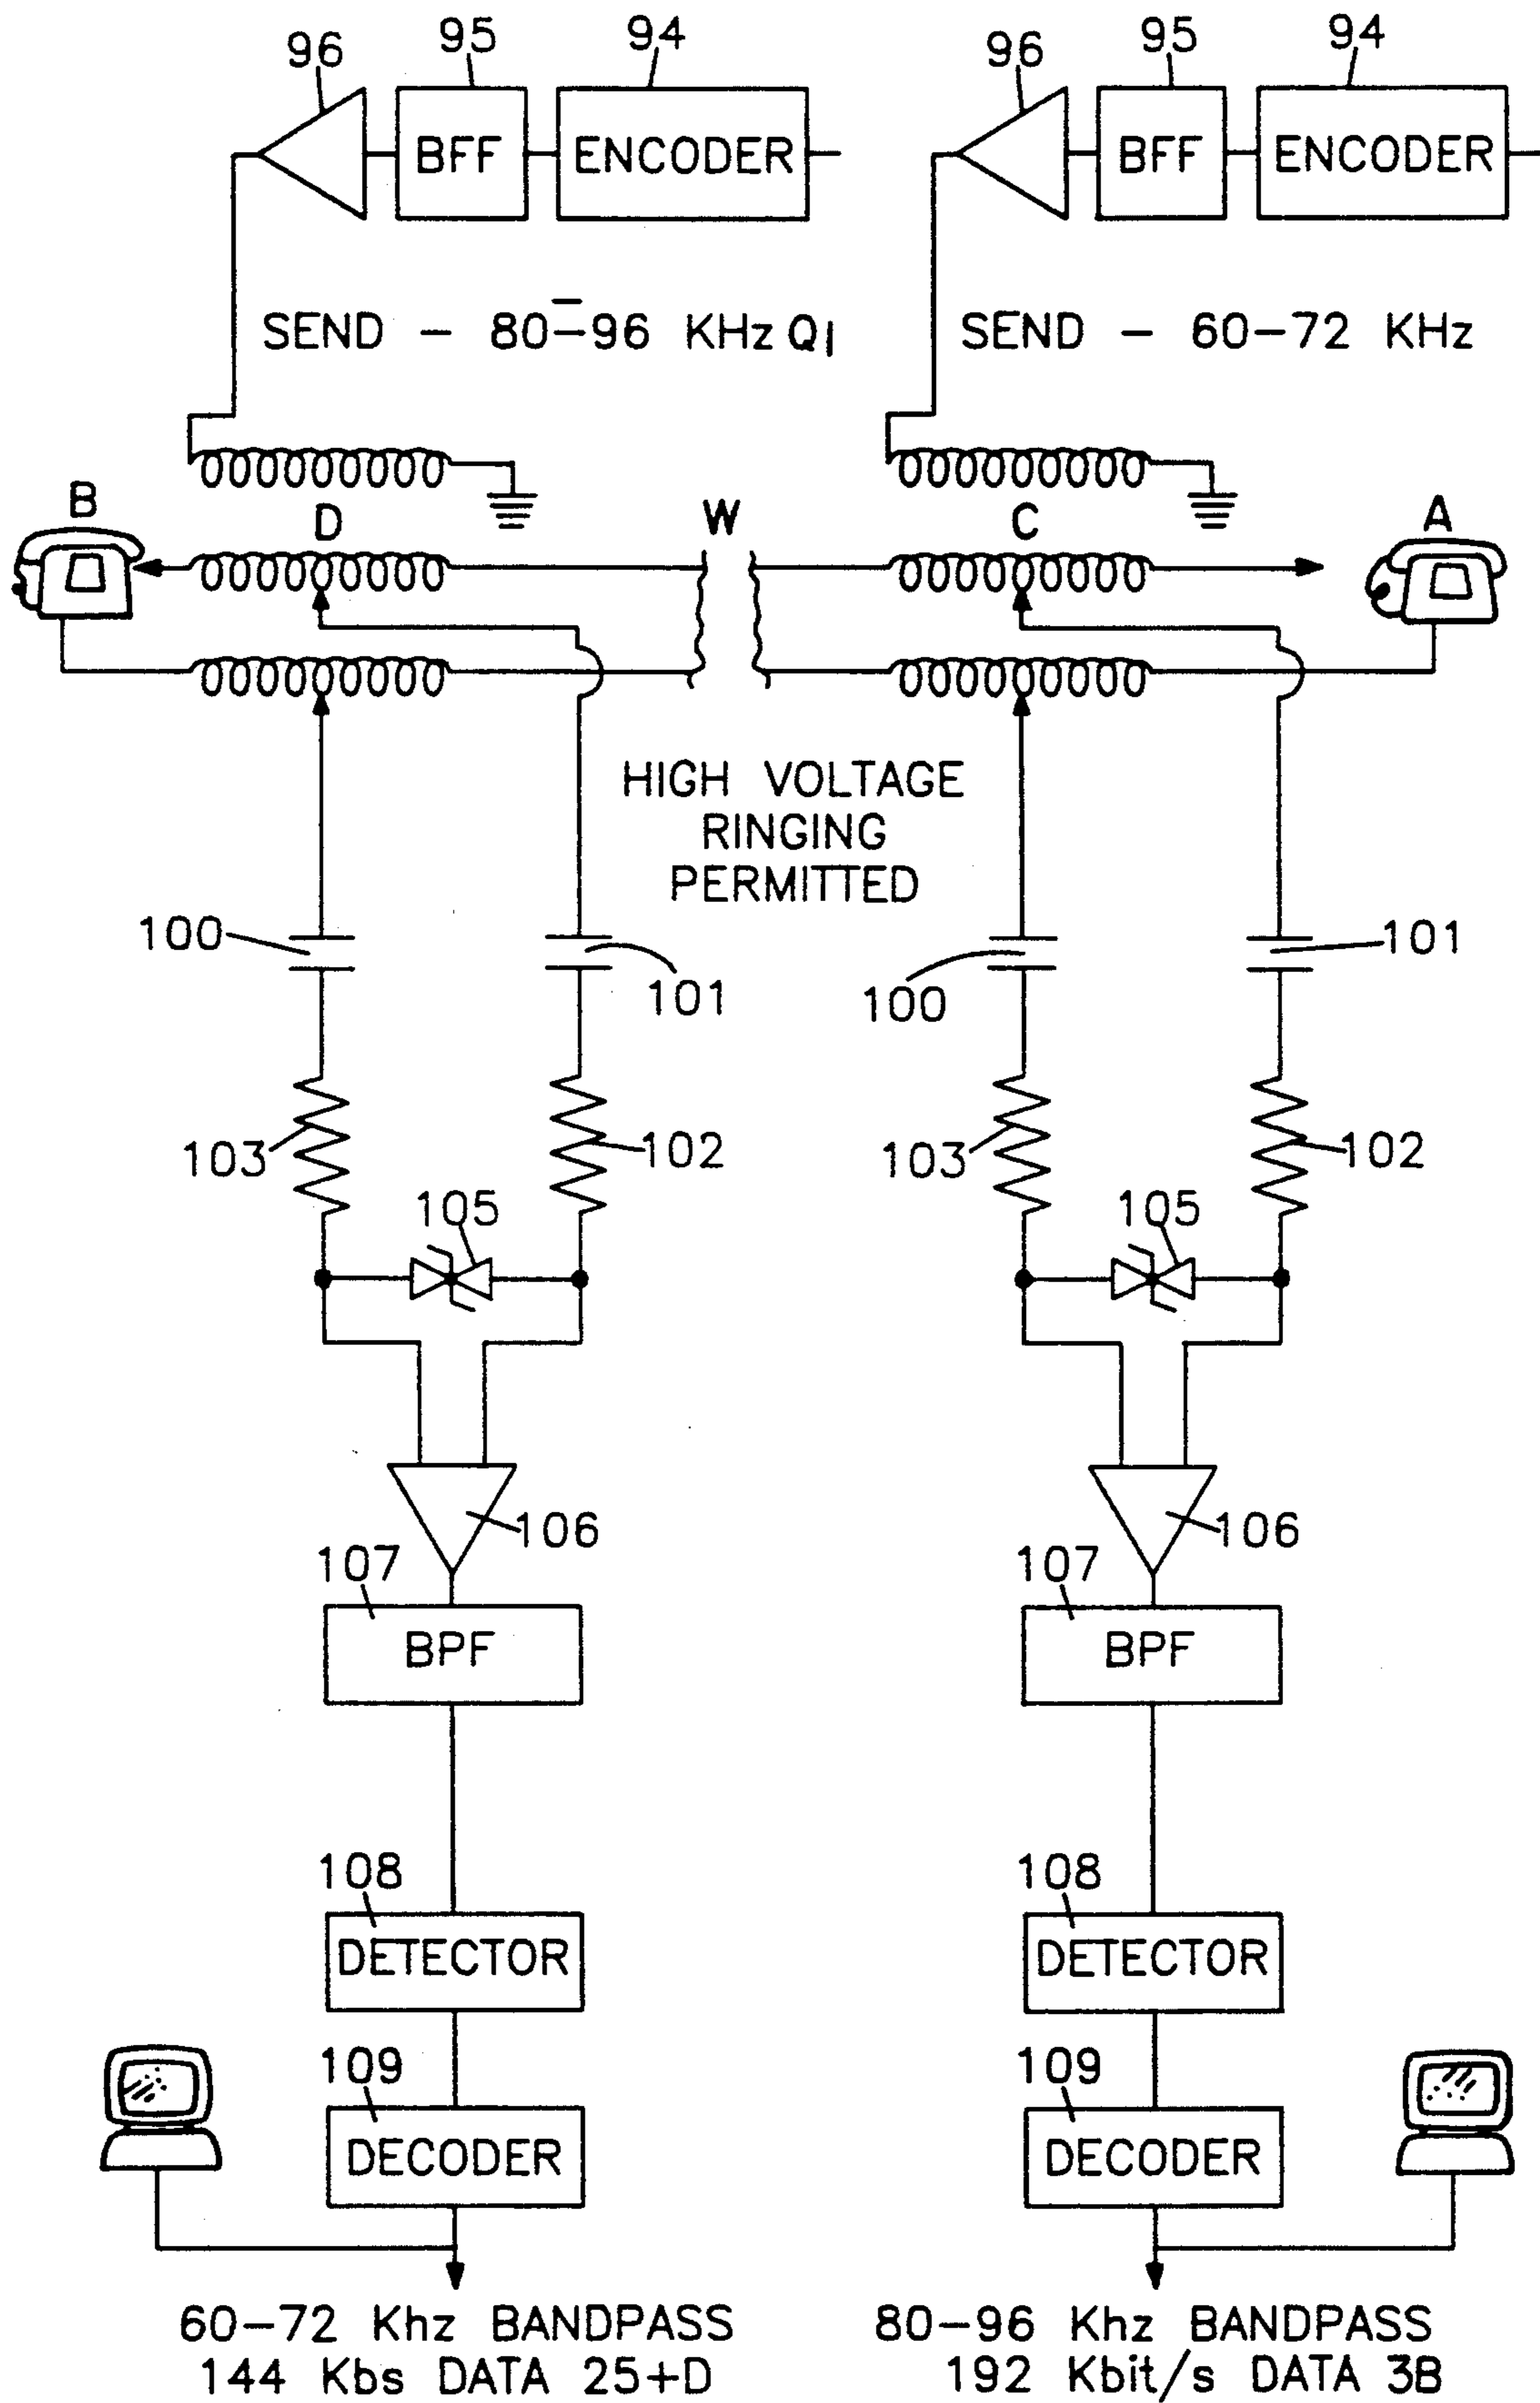 96 95 94 96 95 94
BFF ENCODER BFF ENCODER
SEND - 80-96 KHz Q1 SEND - 60-72 KHz
B D W C A
HIGH VOLTAGE
RINGING
PERMITTED
100 101 100 101
103 102 103 102
105 105
106 106
107 107
BPF BPF
108 108
DETECTOR DETECTOR
109 109
DECODER DECODER
60-72 Khz BANDPASS
144 Kbs DATA 25+D
80-96 Khz BANDPASS
192 Kbit/s DATA 3B